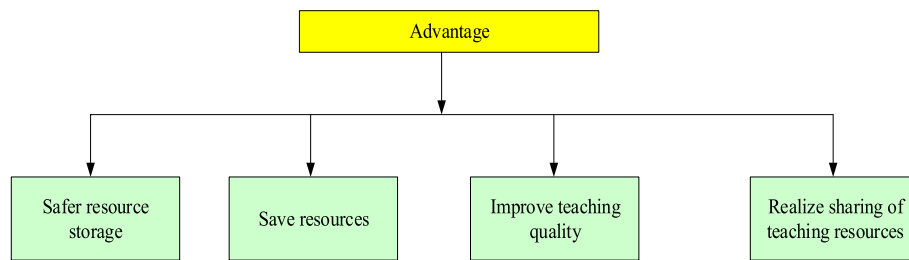 Advantage
Safer resource
storage
Save resources
Improve teaching
quality
Realize sharing of
teaching resources